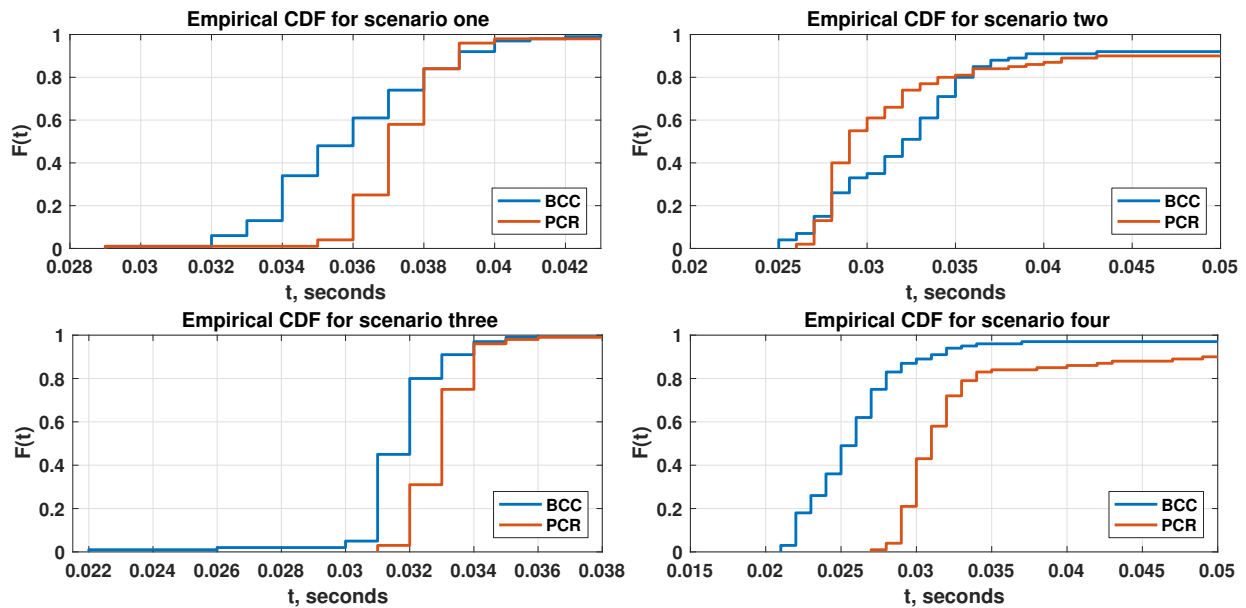 Empirical CDF for scenario one
F(t)
1
0.8
0.6
0.4
0.2
0
0.028 0.03 0.032 0.034 0.036 0.038 0.04 0.042
t, seconds
BCC
PCR
Empirical CDF for scenario two
F(t)
1
0.8
0.6
0.4
0.2
0
0.02 0.025 0.03 0.035 0.04 0.045 0.05
t, seconds
BCC
PCR
Empirical CDF for scenario three
F(t)
1
0.8
0.6
0.4
0.2
0
0.022 0.024 0.026 0.028 0.03 0.032 0.034 0.036 0.038
t, seconds
BCC
PCR
Empirical CDF for scenario four
F(t)
1
0.8
0.6
0.4
0.2
0
0.015 0.02 0.025 0.03 0.035 0.04 0.045 0.05
t, seconds
BCC
PCR